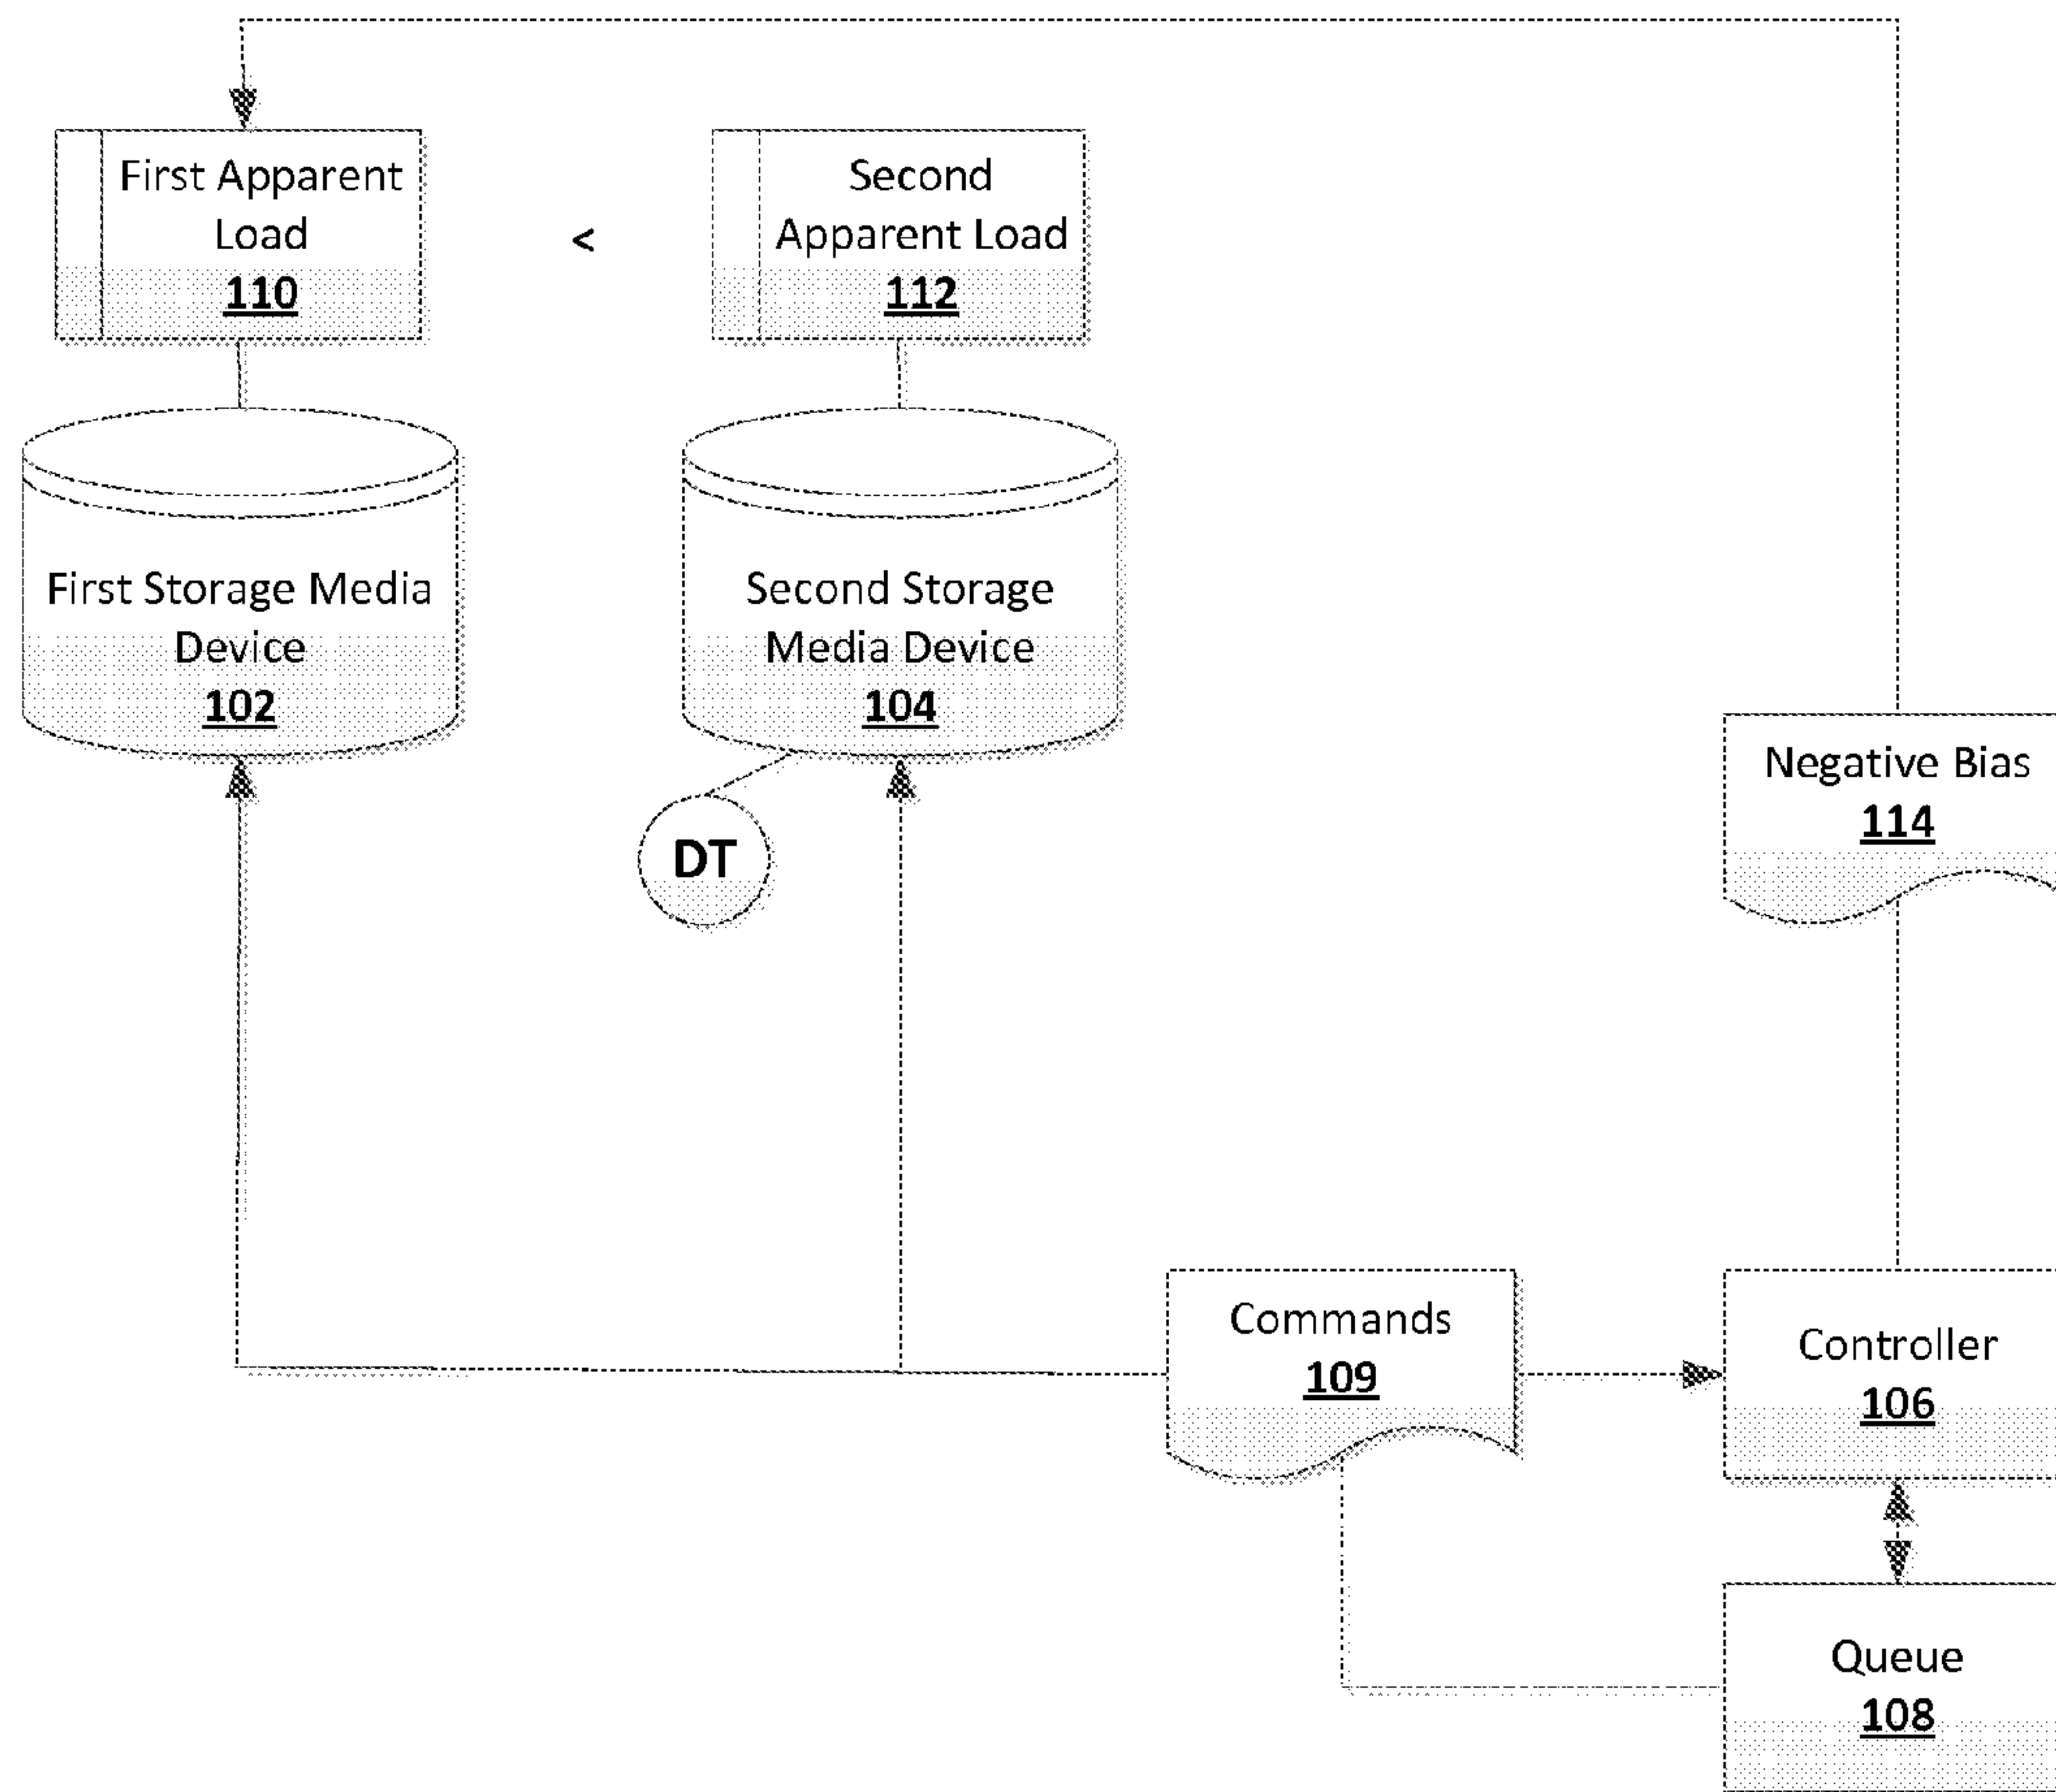 First Apparent
Load
110
<
Second
Apparent Load
112
First Storage Media
Device
102
Second Storage
Media Device
104
DT
Negative Bias
114
Commands
109
Controller
106
Queue
108